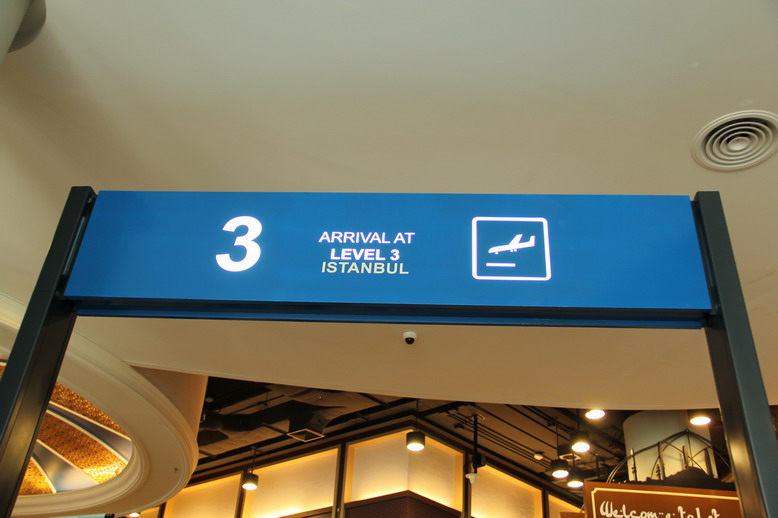 3
ARRIVAL AT
LEVEL 3
ISTANBUL